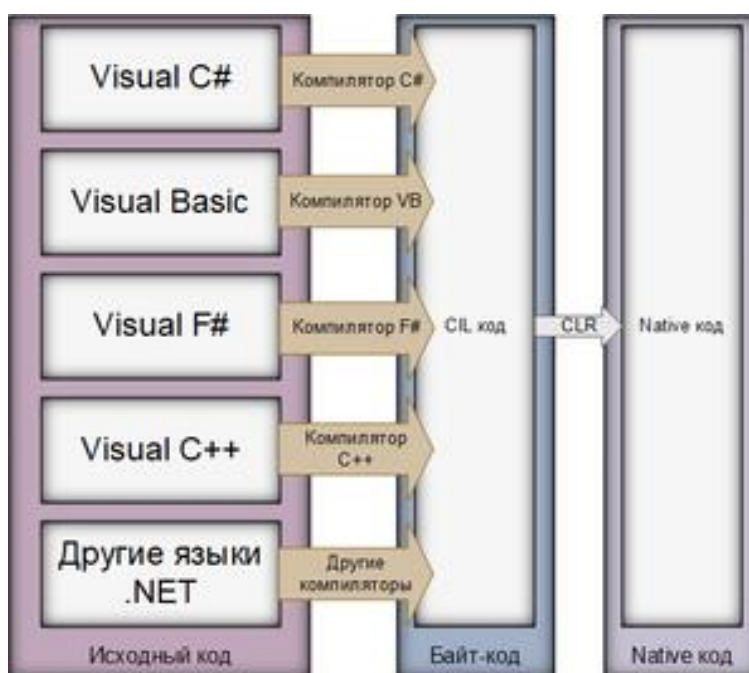 Visual C#
Компилятор C#
Visual Basic
Компилятор VB
Visual F#
Компилятор F#
CIL код
CLR
Native код
Visual C++
Компилятор
C++
Другие языки
.NET
Другие
компиляторы
Исходный код
Байт-код
Native код